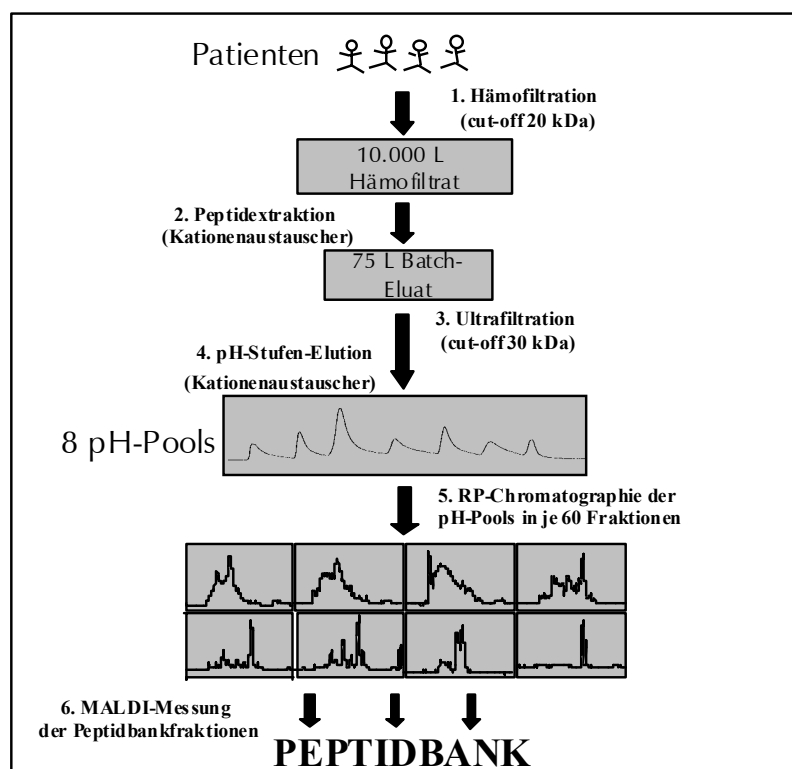 Patienten
1. Hämofiltration
(cut-off 20 kDa)
10.000 L
Hämofiltrat
2. Peptidextraktion
(Kationenaustauscher)
75 L Batch-
Eluat
3. Ultrafiltration
(cut-off 30 kDa)
4. pH-Stufen-Elution
(Kationenaustauscher)
8 pH-Pools
5. RP-Chromatographie der
pH-Pools in je 60 Fraktionen
6. MALDI-Messung
der Peptidbankfraktionen
PEPTIDBANK